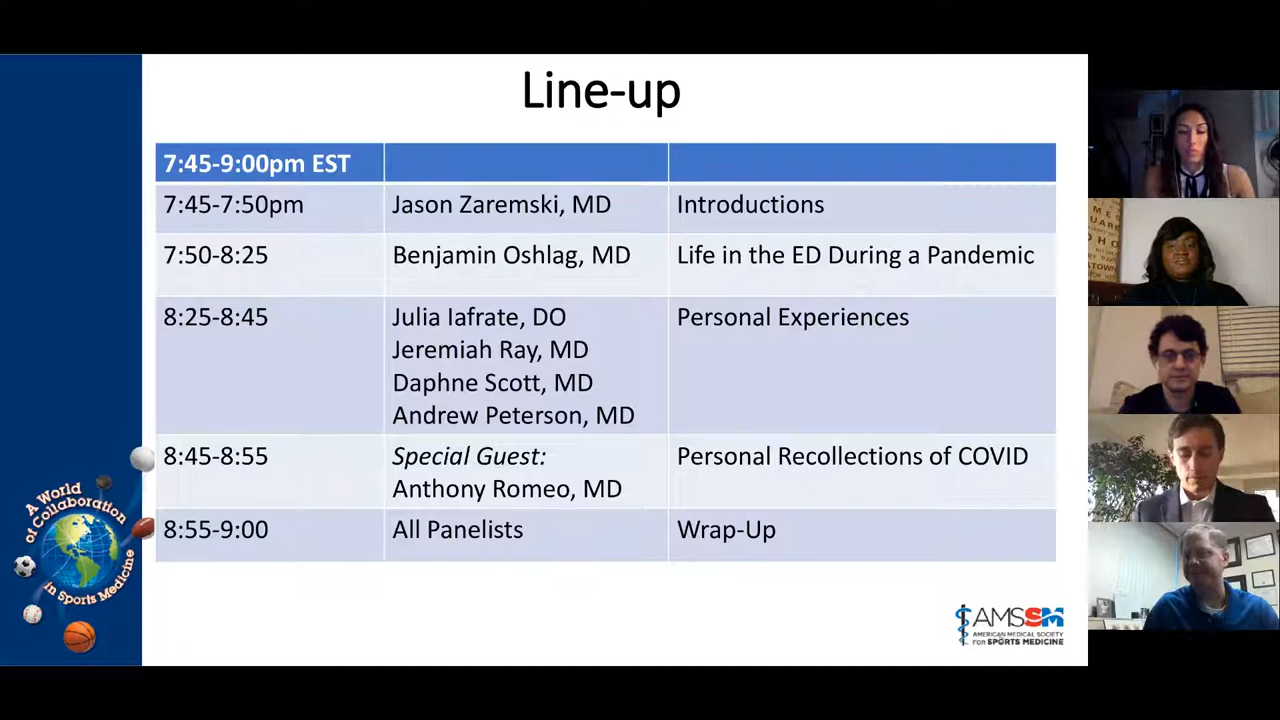 Line-up
7:45-9:00pm EST
7:45-7:50pm
Jason Zaremski, MD
Introductions
7:50-8:25
Benjamin Oshlag, MD
Life in the ED During a Pandemic
8:25-8:45
Julia Iafrate, DO
Jeremiah Ray, MD
Daphne Scott, MD
Andrew Peterson, MD
Personal Experiences
8:45-8:55
Special Guest:
Anthony Romeo, MD
Personal Recollections of COVID
8:55-9:00
All Panelists
Wrap-Up
A World
of Collaboration
in Sports Medicine
AMSSM
AMERICAN MEDICAL SOCIETY
FOR SPORTS MEDICINE